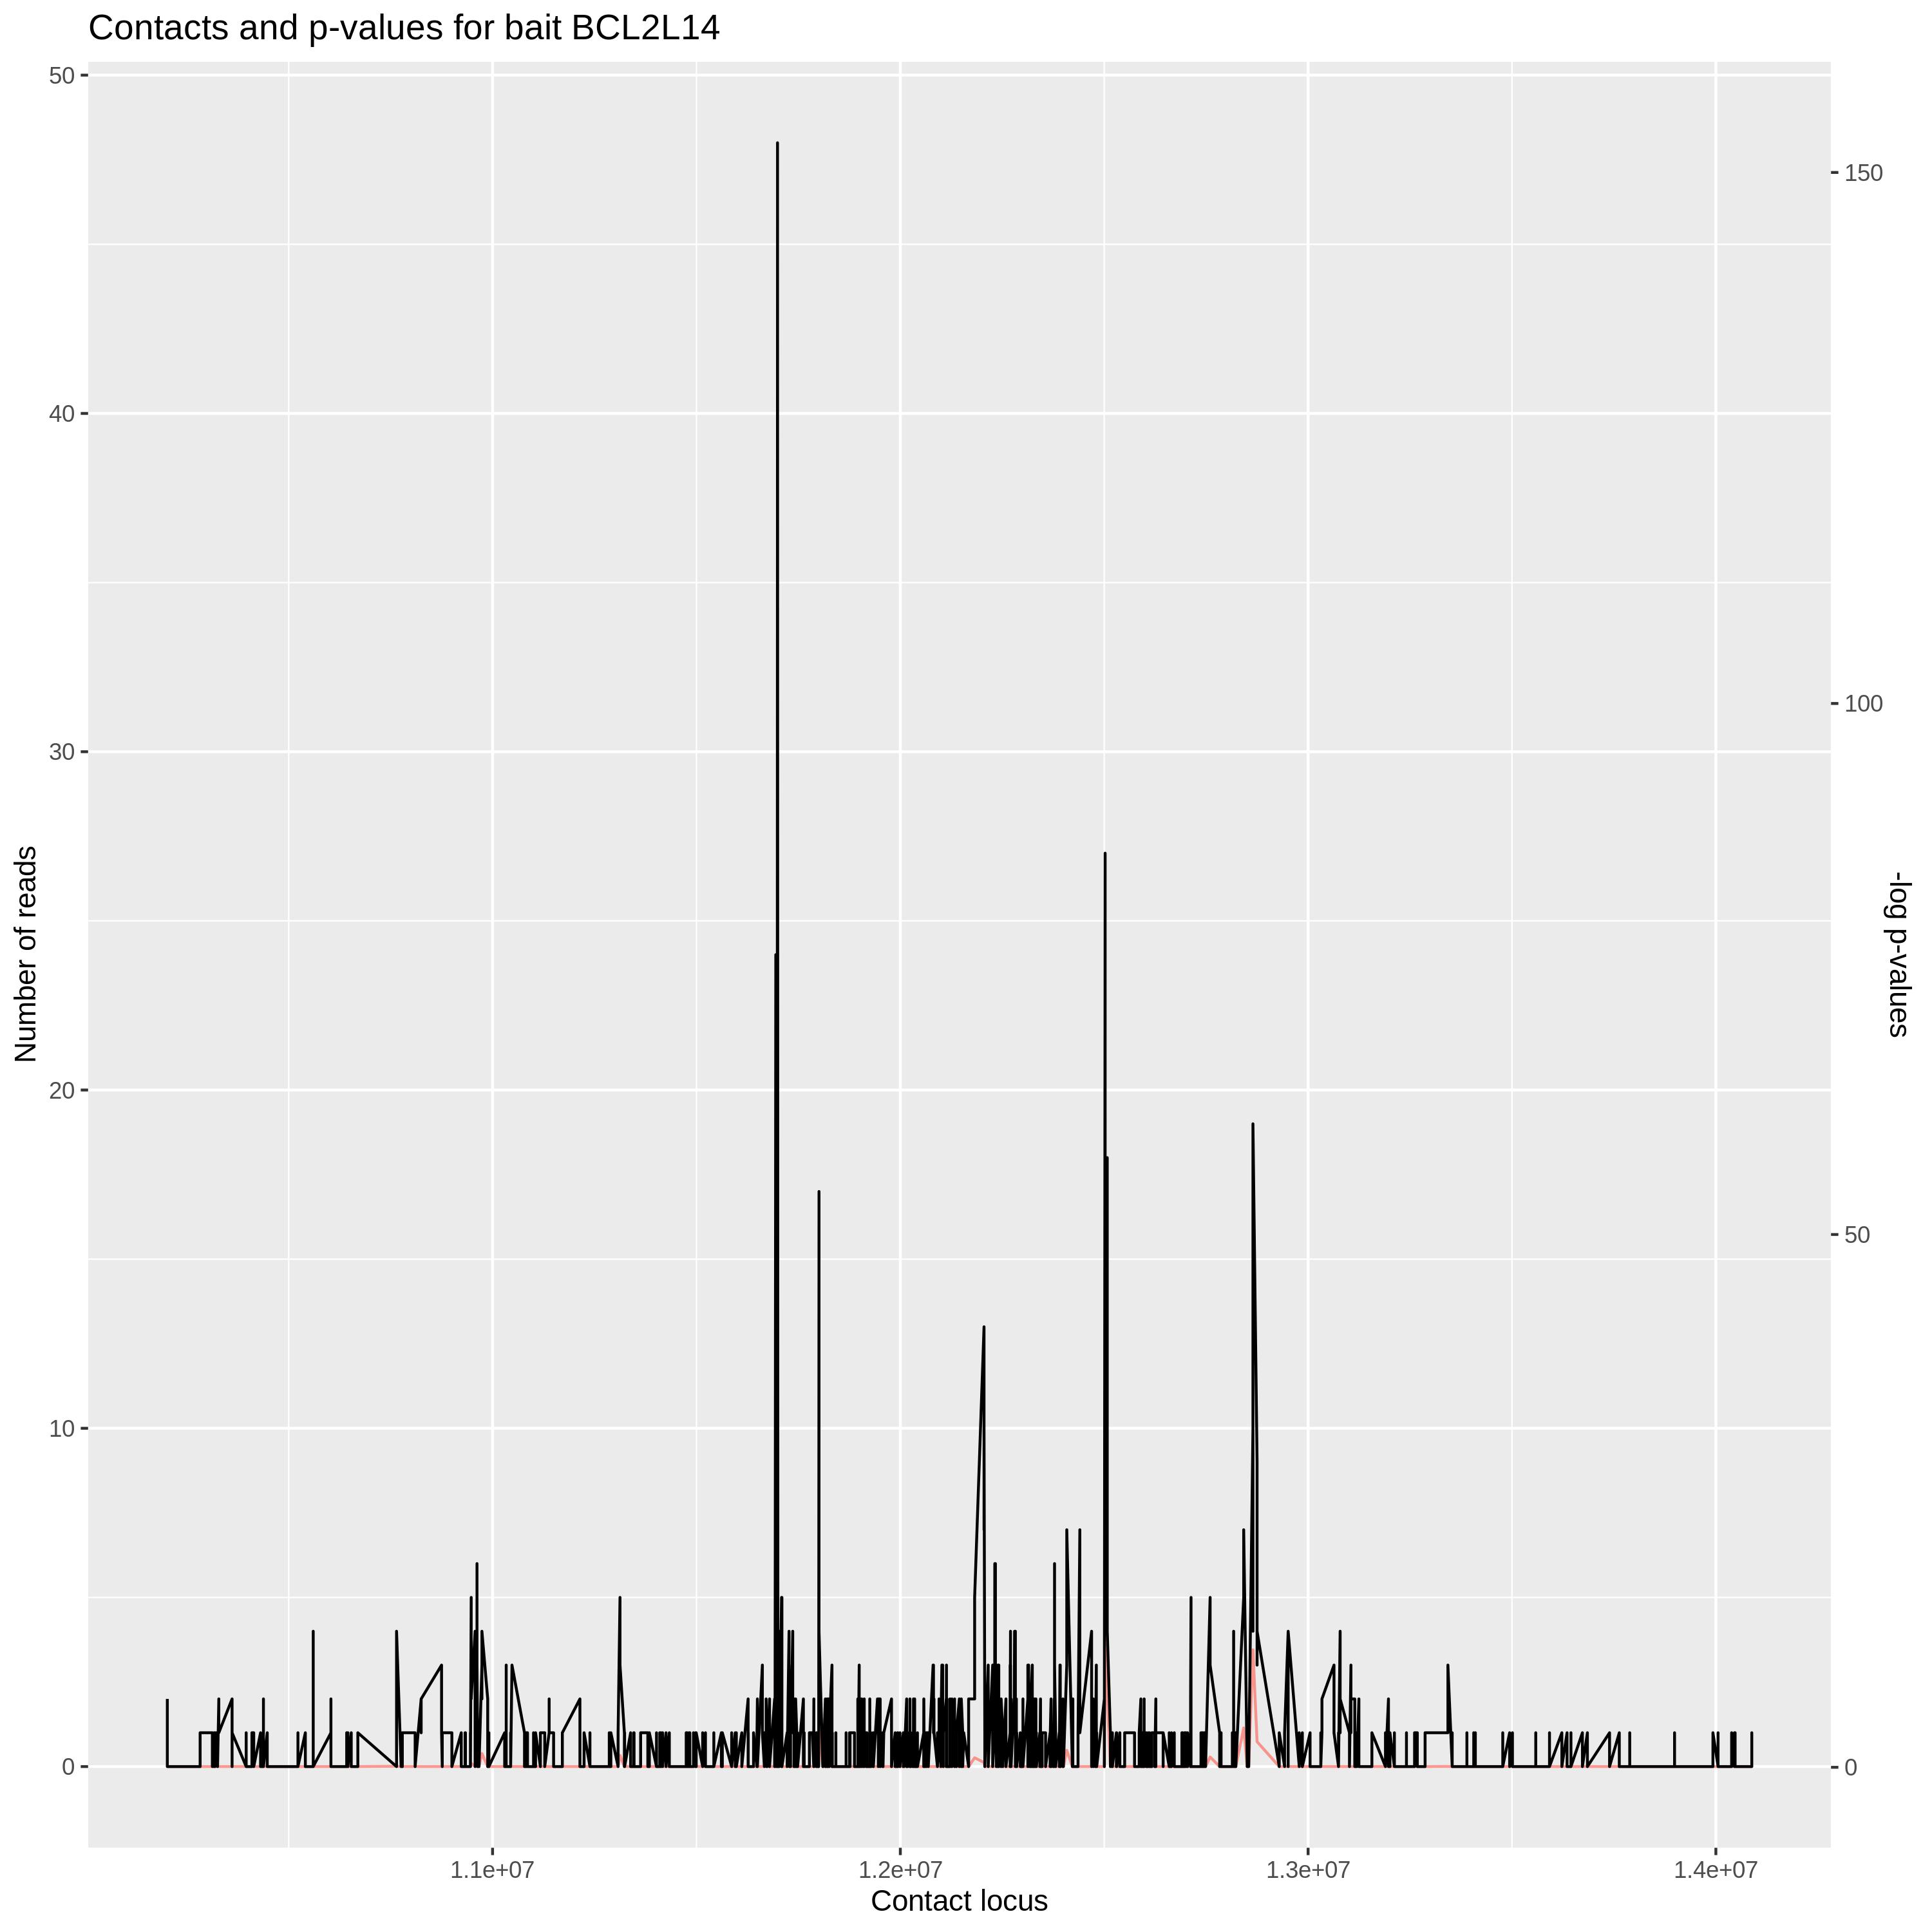 Contacts and p-values for bait BCL2L14
50
40
30
20
10
0
Number of reads
150
100
50
0
-log p-values
1.1e+07 1.2e+07 1.3e+07 1.4e+07
Contact locus